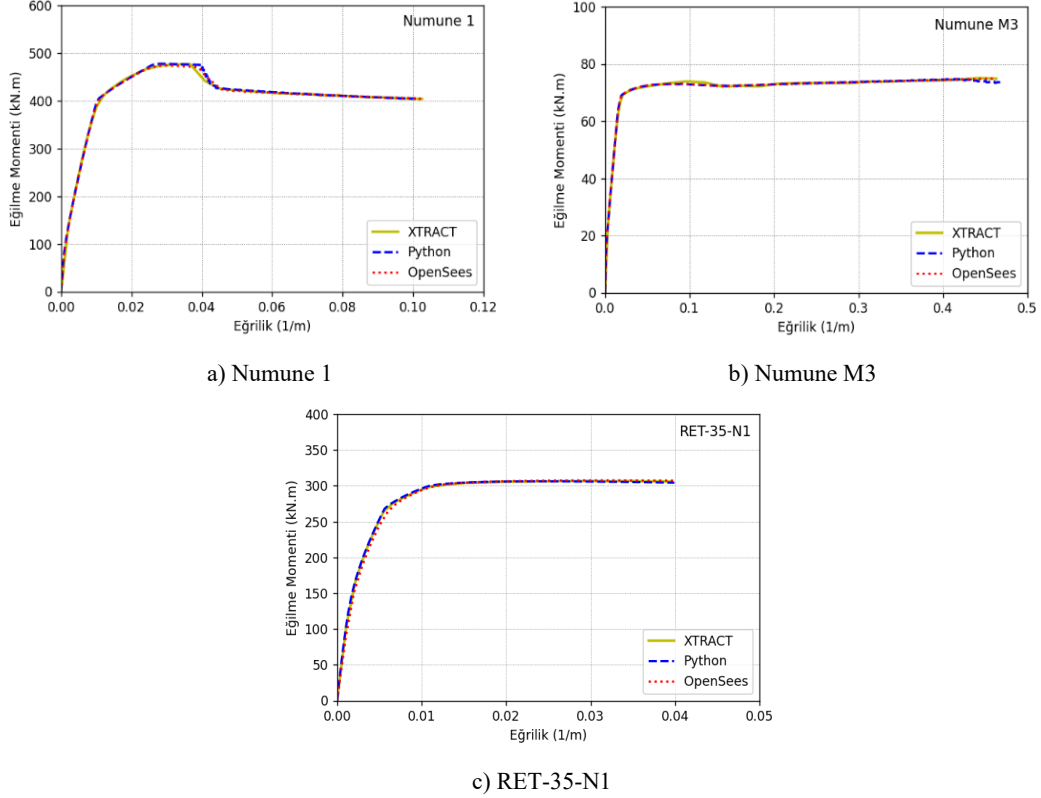 600
500
400
300
200
100
0
Eğilme Momenti (kN.m)
Numune 1
XTRACT
Python
OpenSees
0.00 0.02 0.04 0.06 0.08 0.10 0.12
Eğrilik (1/m)
a) Numune 1
100
80
60
40
20
0
Eğilme Momenti (kN.m)
Numune M3
XTRACT
Python
OpenSees
0.0 0.1 0.2 0.3 0.4 0.5
Eğrilik (1/m)
b) Numune M3
400
350
300
250
200
150
100
50
0
Eğilme Momenti (kN.m)
RET-35-N1
XTRACT
Python
OpenSees
0.00 0.01 0.02 0.03 0.04 0.05
Eğrilik (1/m)
c) RET-35-N1